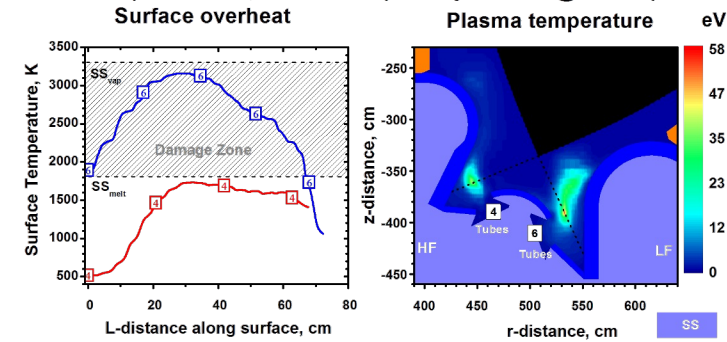 Surface overheat
3500
3000
2500
2000
1500
1000
500
Surface Temperature, K
SSvap
Damage Zone
SSmelt
6
6
6
6
6
4
4
4
4
0
20
40
60
80
L-distance along surface, cm
Plasma temperature
eV
-250
-300
-350
-400
-450
z-distance, cm
4
Tubes
6
Tubes
HF
LF
400
450
500
550
600
r-distance, cm
58
47
35
23
12
0
SS